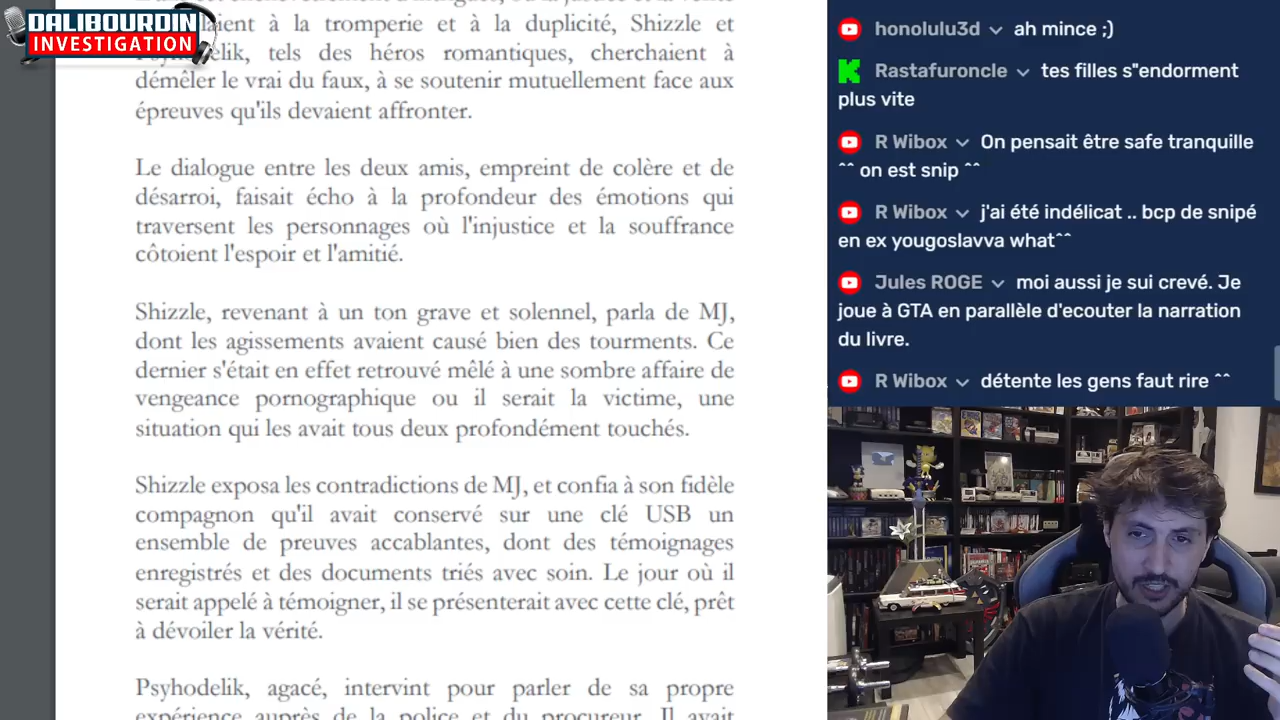 DALIBOURDIN
INVESTIGATION
aient à la tromperie et à la duplicité, Shizzle et
tels des héros romantiques, cherchaient à
démêler le vrai du faux, à se soutenir mutuellement face aux
épreuves qu'ils devaient affronter.
Le dialogue entre les deux amis, empreint de colère et de
désarroi, faisait écho à la profondeur des émotions qui
traversent les personnages où l'injustice et la souffrance
côtoient l'espoir et l'amitié.
Shizzle, revenant à un ton grave et solennel, parla de MJ,
dont les agissements avaient causé bien des tourments. Ce
dernier s'était en effet retrouvé mêlé à une sombre affaire de
vengeance pornographique ou il serait la victime, une
situation qui les avait tous deux profondément touchés.
Shizzle exposa les contradictions de MJ, et confia à son fidèle
compagnon qu'il avait conservé sur une clé USB un
ensemble de preuves accablantes, dont des témoignages
enregistrés et des documents triés avec soin. Le jour où il
serait appelé à témoigner, il se présenterait avec cette clé, prêt
à dévoiler la vérité.
Psyhodelik, agacé, intervint pour parler de sa propre
expérience auprès de la police et du procureur. Il avait
honolulu3d ah mince ;)
Rastafuroncle tes filles s"endorment
plus vite
R Wibox On pensait être safe tranquille
^^ on est snip ^^
R Wibox j'ai été indélicat .. bcp de snipé
en ex yougoslavva what^^
Jules ROGE moi aussi je sui crevé. Je
joue à GTA en parallèle d'ecouter la narration
du livre.
R Wibox détente les gens faut rire ^^